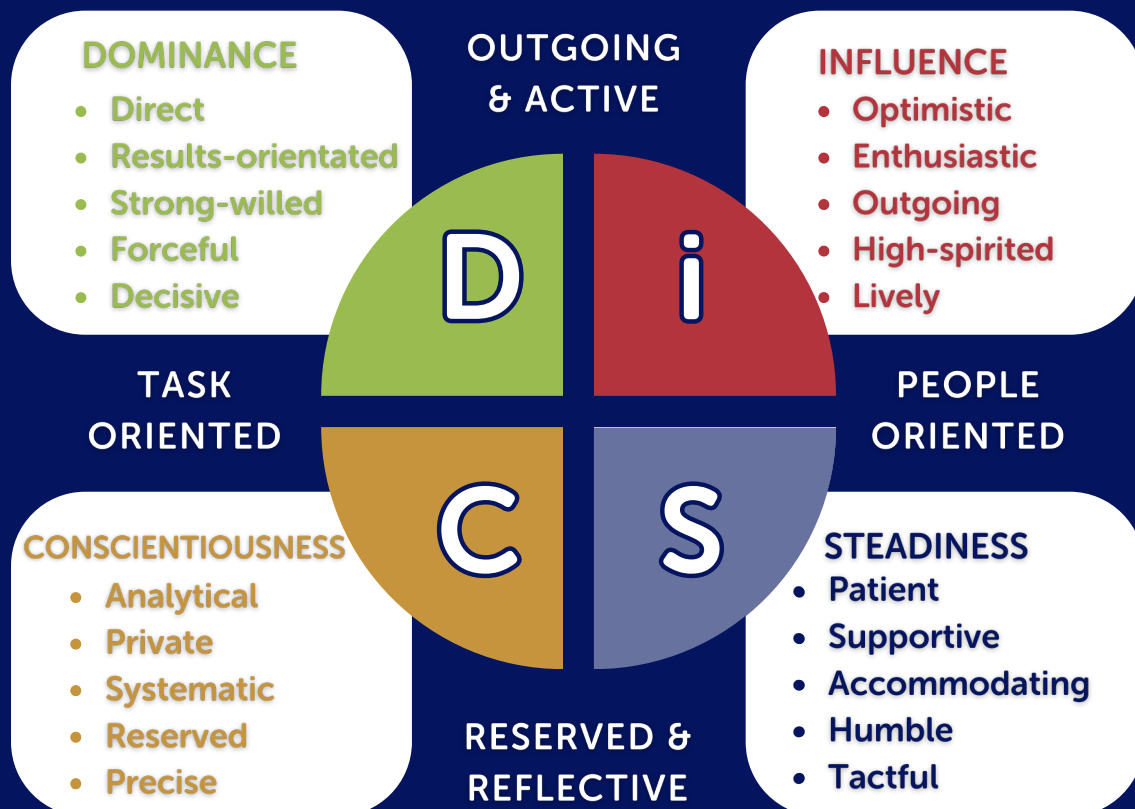 DOMINANCE
• Direct
• Results-orientated
• Strong-willed
• Forceful
• Decisive
OUTGOING
& ACTIVE
INFLUENCE
• Optimistic
• Enthusiastic
• Outgoing
• High-spirited
• Lively
D
i
TASK
ORIENTED
PEOPLE
ORIENTED
C
S
CONSCIENTIOUSNESS
• Analytical
• Private
• Systematic
• Reserved
• Precise
RESERVED &
REFLECTIVE
STEADINESS
• Patient
• Supportive
• Accommodating
• Humble
• Tactful